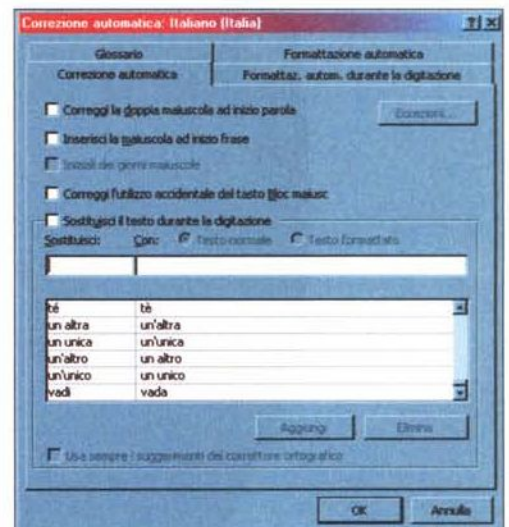 Correzione automatica: Italiano (Italia)
Glossario Formattazione automatica
Correzione automatica Formattaz. autom. durante la digitazione
Correggi la doppia maiuscola ad inizio parola Eccezioni...
Inserisci la maiuscola ad inizio frase
Iniziali dei giorni maiuscole
Correggi l'utilizzo accidentale del tasto Bloc maiusc
Sostituisci il testo durante la digitazione
Sostituisci: Con: Testo normale Testo formattato
té tè
un altra un'altra
un unica un'unica
un'altro un altro
un'unico un unico
vadi vada
Aggiungi Elimina
Usa sempre i suggerimenti del correttore ortografico
OK Annulla